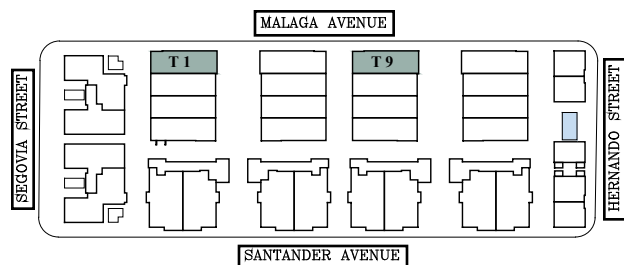 MALAGA AVENUE
T 1
T 9
SEGOVIA STREET
HERNANDO STREET
SANTANDER AVENUE